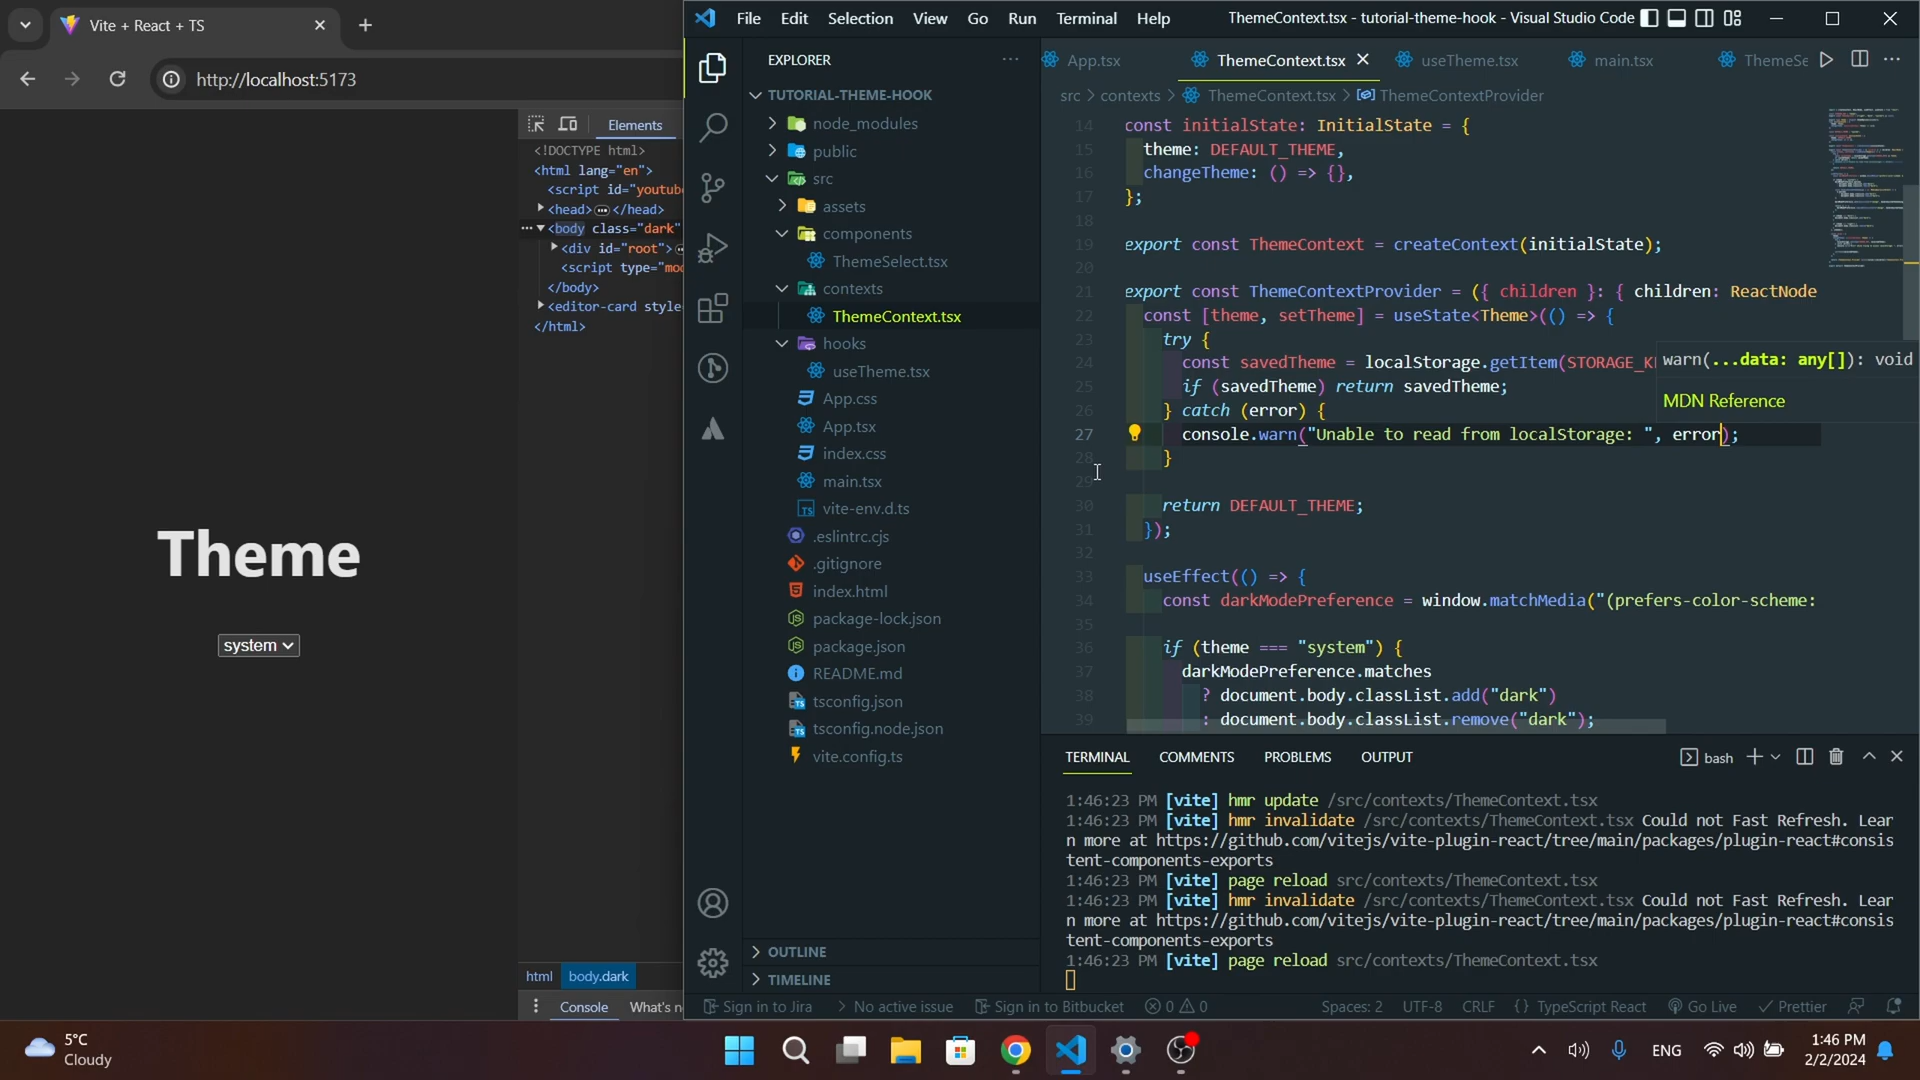 Vite + React + TS
http://localhost:5173
Theme
system
Elements
<!DOCTYPE html>
<html lang="en">
<script id="youtub
<head> </head>
<body class="dark"
<div id="root">
<script type="mod
</body>
<editor-card style
</html>
html body.dark
Console What's n
File Edit Selection View Go Run Terminal Help
ThemeContext.tsx - tutorial-theme-hook - Visual Studio Code
EXPLORER
TUTORIAL-THEME-HOOK
node_modules
public
src
assets
components
ThemeSelect.tsx
contexts
ThemeContext.tsx
hooks
useTheme.tsx
App.css
App.tsx
index.css
main.tsx
vite-env.d.ts
.eslintrc.cjs
.gitignore
index.html
package-lock.json
package.json
README.md
tsconfig.json
tsconfig.node.json
vite.config.ts
OUTLINE
TIMELINE
App.tsx ThemeContext.tsx useTheme.tsx main.tsx ThemeSe
src > contexts > ThemeContext.tsx > ThemeContextProvider
14 const initialState: InitialState = {
15 theme: DEFAULT_THEME,
16 changeTheme: () => {},
17 };
18
19 export const ThemeContext = createContext(initialState);
20
21 export const ThemeContextProvider = ({ children }: { children: ReactNode
22 const [theme, setTheme] = useState<Theme>(() => {
23 try {
24 const savedTheme = localStorage.getItem(STORAGE_KE
25 if (savedTheme) return savedTheme;
26 } catch (error) {
27 console.warn("Unable to read from localStorage: ", error);
28 }
29
30 return DEFAULT_THEME;
31 });
32
33 useEffect(() => {
34 const darkModePreference = window.matchMedia("(prefers-color-scheme:
35
36 if (theme === "system") {
37 darkModePreference.matches
38 ? document.body.classList.add("dark")
39 : document.body.classList.remove("dark");
warn(...data: any[]): void
MDN Reference
TERMINAL COMMENTS PROBLEMS OUTPUT
bash
1:46:23 PM [vite] hmr update /src/contexts/ThemeContext.tsx
1:46:23 PM [vite] hmr invalidate /src/contexts/ThemeContext.tsx Could not Fast Refresh. Lear
n more at https://github.com/vitejs/vite-plugin-react/tree/main/packages/plugin-react#consis
tent-components-exports
1:46:23 PM [vite] page reload src/contexts/ThemeContext.tsx
1:46:23 PM [vite] hmr invalidate /src/contexts/ThemeContext.tsx Could not Fast Refresh. Lear
n more at https://github.com/vitejs/vite-plugin-react/tree/main/packages/plugin-react#consis
tent-components-exports
1:46:23 PM [vite] page reload src/contexts/ThemeContext.tsx
Sign in to Jira No active issue Sign in to Bitbucket 0 0 Spaces: 2 UTF-8 CRLF {} TypeScript React Go Live Prettier
5°C
Cloudy
ENG
1:46 PM
2/2/2024